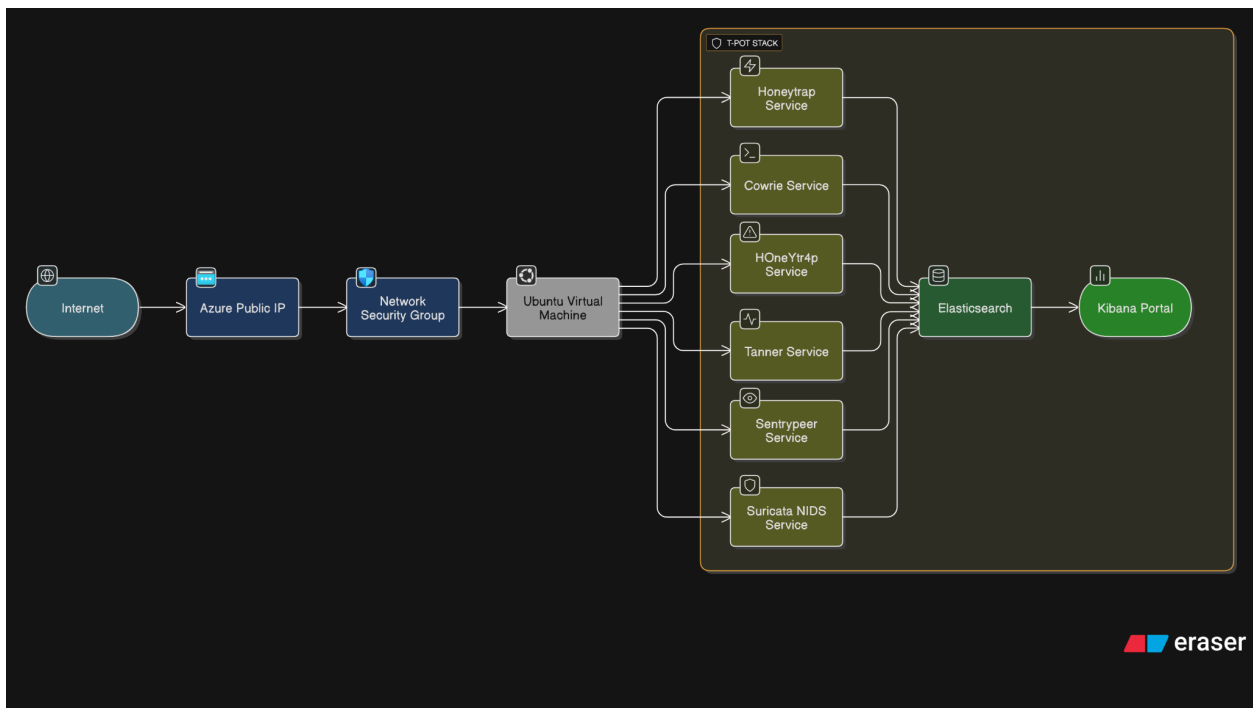 T-POT STACK
Honeytrap
Service
Cowrie Service
HOneYtr4p
Service
Tanner Service
Sentrypeer
Service
Suricata NIDS
Service
Internet
Azure Public IP
Network
Security Group
Ubuntu Virtual
Machine
Elasticsearch
Kibana Portal
eraser